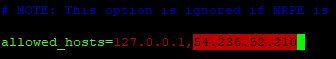 # NOTE: This option is ignored if NRPE is
allowed_hosts=127.0.0.1,54.236.52.210